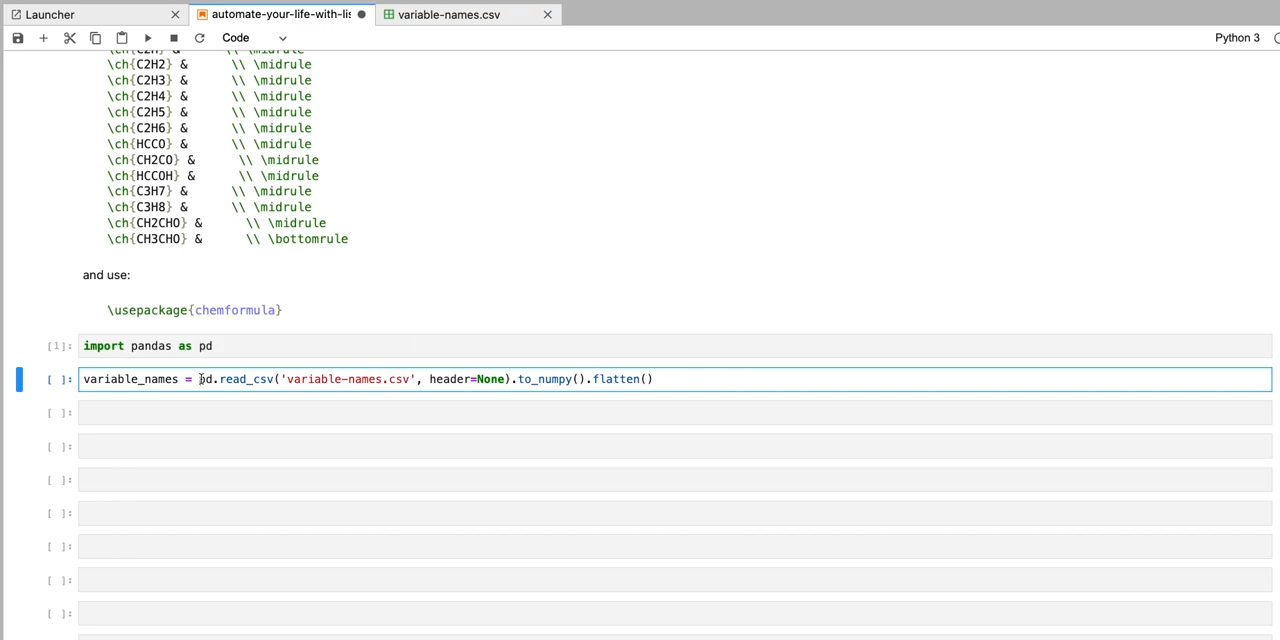 Launcher
automate-your-life-with-lis
variable-names.csv
Code
Python 3
\ch{C2H} & \\ \midrule
\ch{C2H2} & \\ \midrule
\ch{C2H3} & \\ \midrule
\ch{C2H4} & \\ \midrule
\ch{C2H5} & \\ \midrule
\ch{C2H6} & \\ \midrule
\ch{HCCO} & \\ \midrule
\ch{CH2CO} & \\ \midrule
\ch{HCCOH} & \\ \midrule
\ch{C3H7} & \\ \midrule
\ch{C3H8} & \\ \midrule
\ch{CH2CHO} & \\ \midrule
\ch{CH3CHO} & \\ \bottomrule
and use:
\usepackage{chemformula}
[1]: import pandas as pd
[ ]: variable_names = pd.read_csv('variable-names.csv', header=None).to_numpy().flatten()
[ ]:
[ ]:
[ ]:
[ ]:
[ ]:
[ ]:
[ ]: